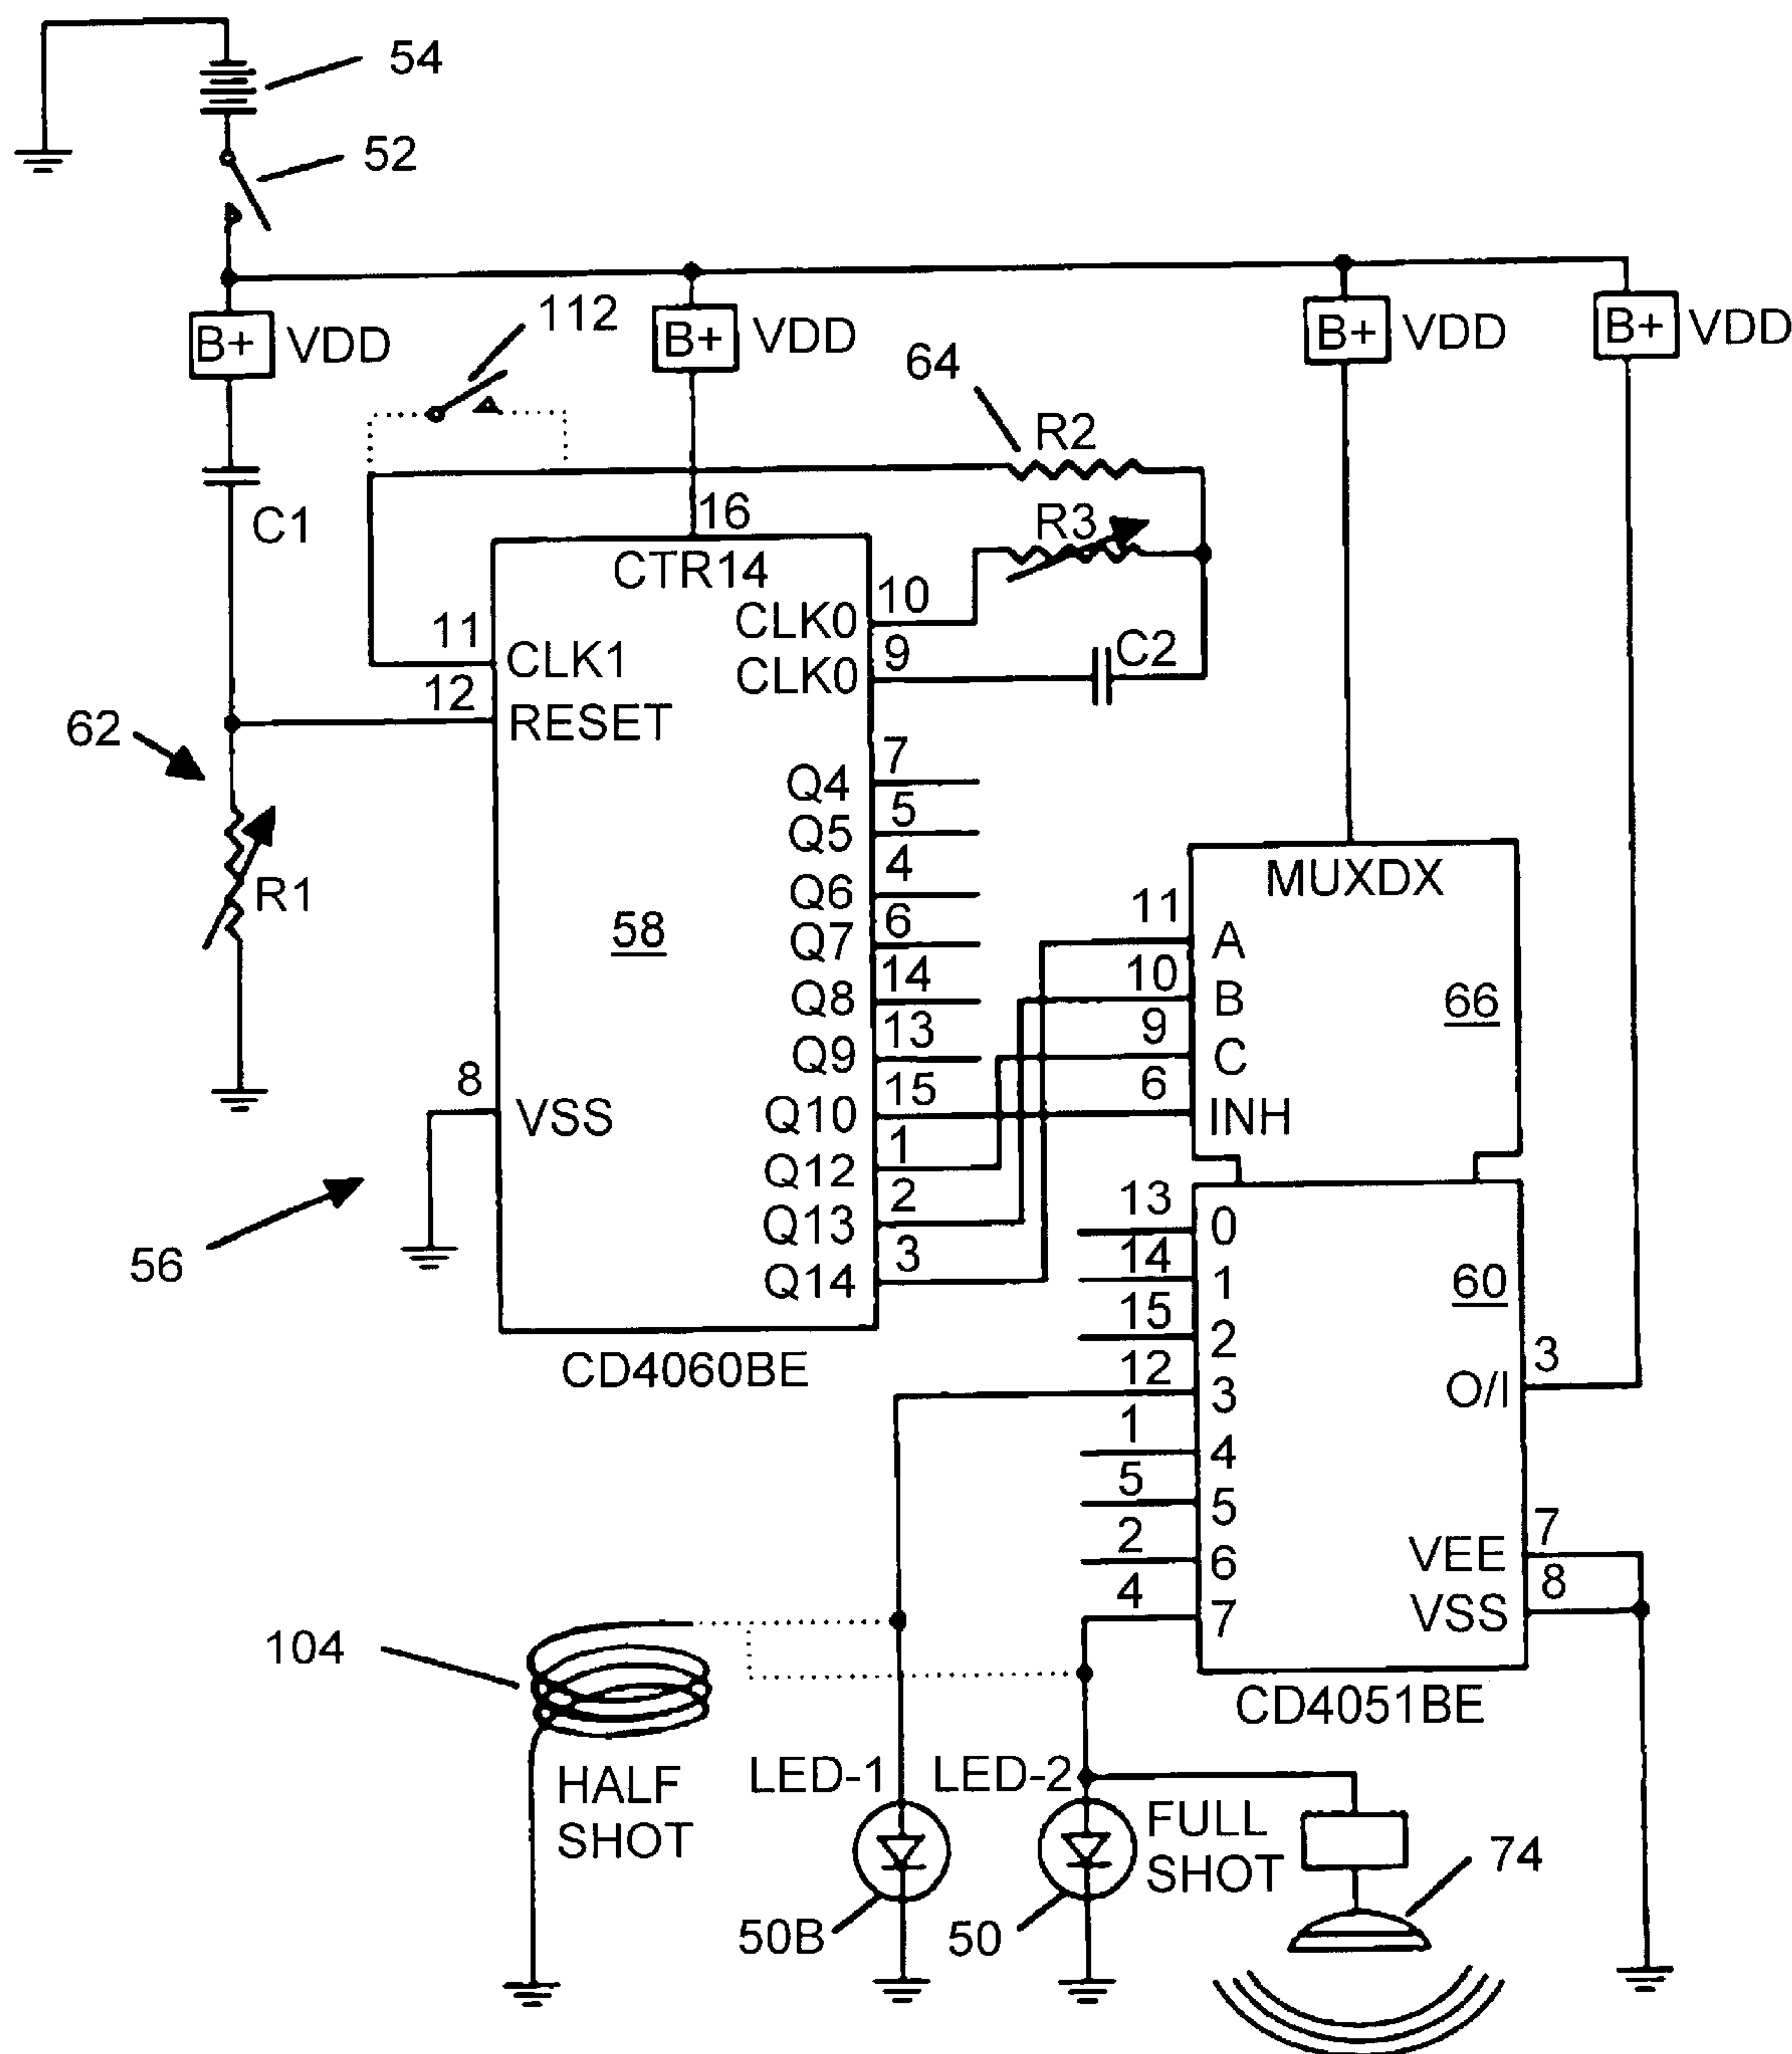 54
52
112
B+ VDD
B+ VDD
B+ VDD
B+ VDD
64
R2
C1
16
R3
CTR14
10
CLK0
11
CLK1
9
CLK0
C2
12
RESET
62
7
Q4
5
Q5
4
Q6
6
Q7
14
Q8
13
Q9
15
Q10
1
Q12
2
Q13
3
Q14
R1
58
8
VSS
56
CD4060BE
MUXDX
11
A
10
B
9
C
6
INH
66
13
0
14
1
15
2
12
3
1
4
5
5
2
6
4
7
60
3
O/I
7
VEE
8
VSS
CD4051BE
104
HALF
SHOT
LED-1
LED-2
FULL
SHOT
50B
50
74